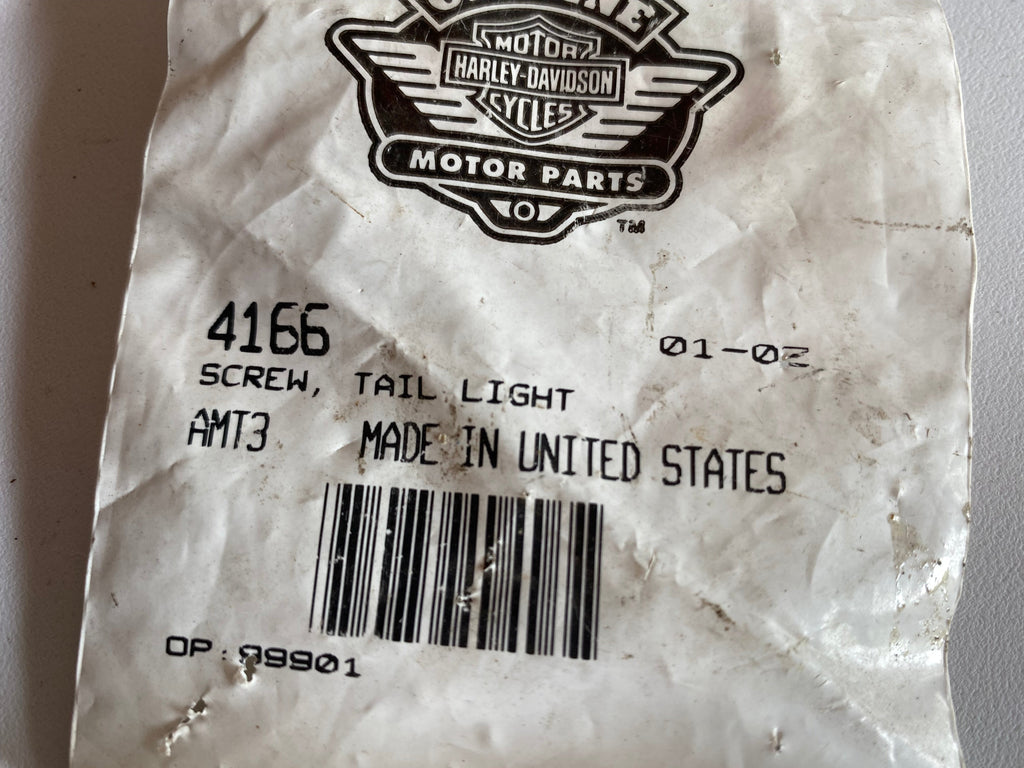 MOTOR
HARLEY-DAVIDSON
CYCLES
MOTOR PARTS
TM
4166
01-02
SCREW, TAIL LIGHT
AMT3 MADE IN UNITED STATES
OP:99901